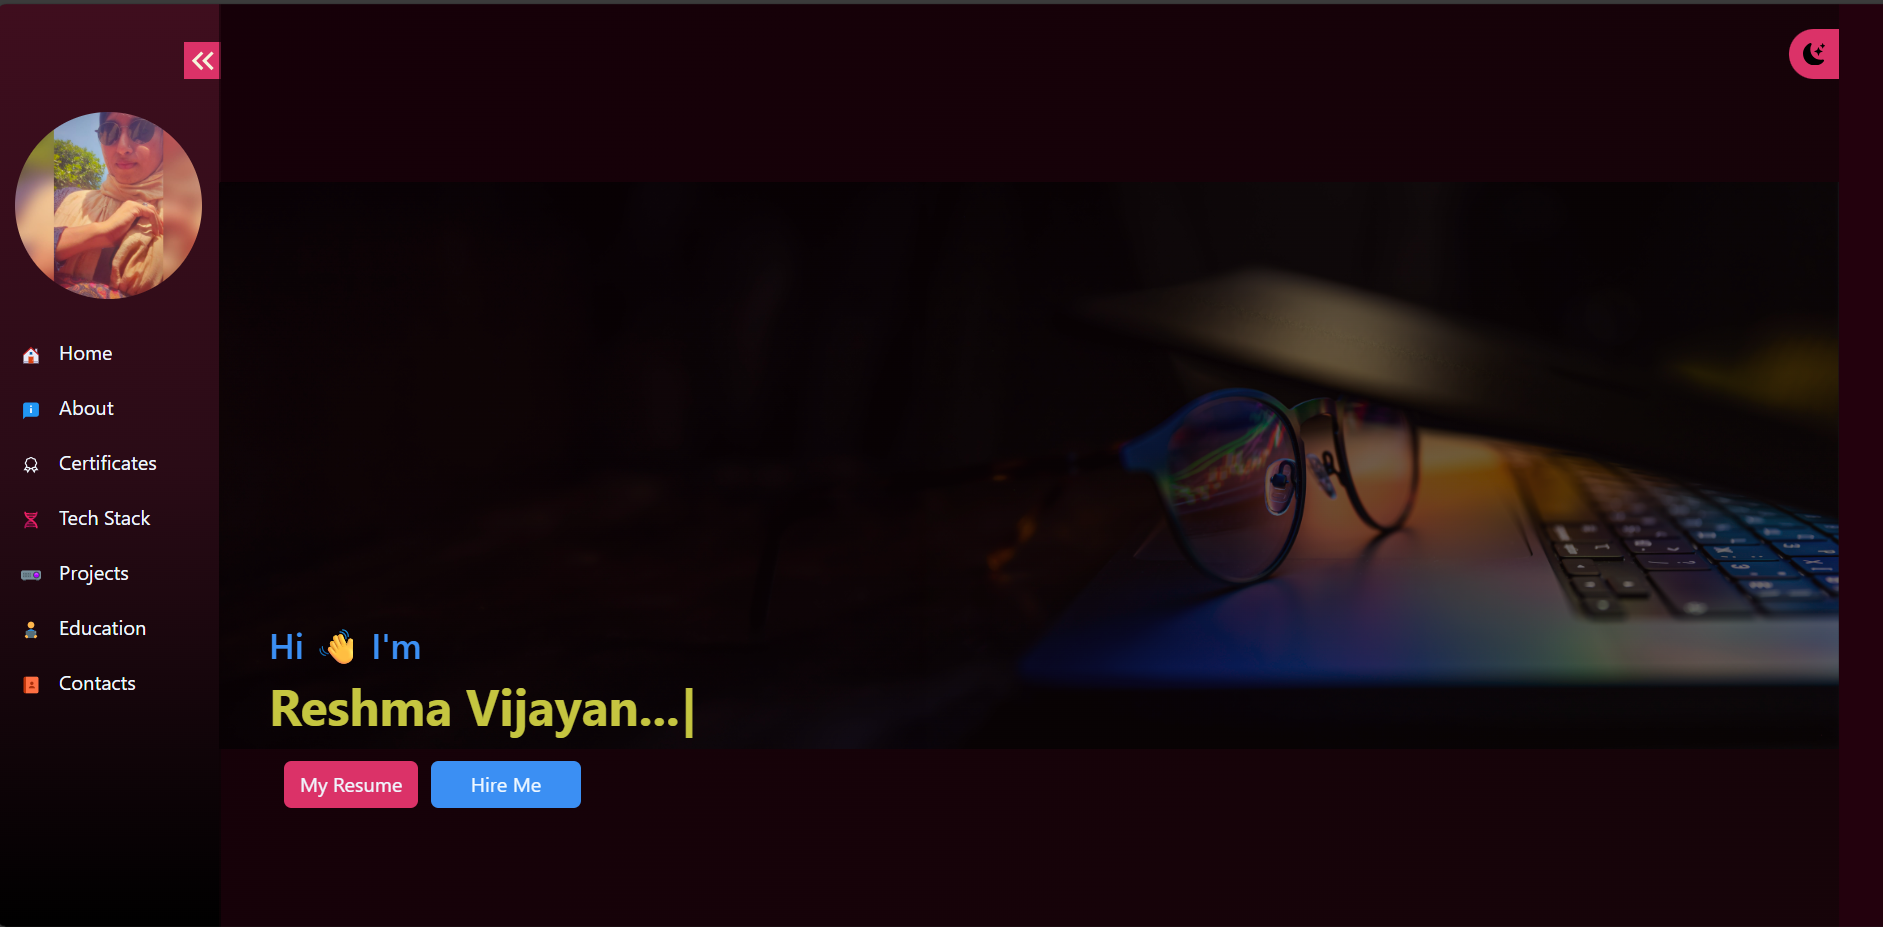 Home
About
Certificates
Tech Stack
Projects
Education
Contacts
Hi 👋 I'm
Reshma Vijayan...|
My Resume
Hire Me